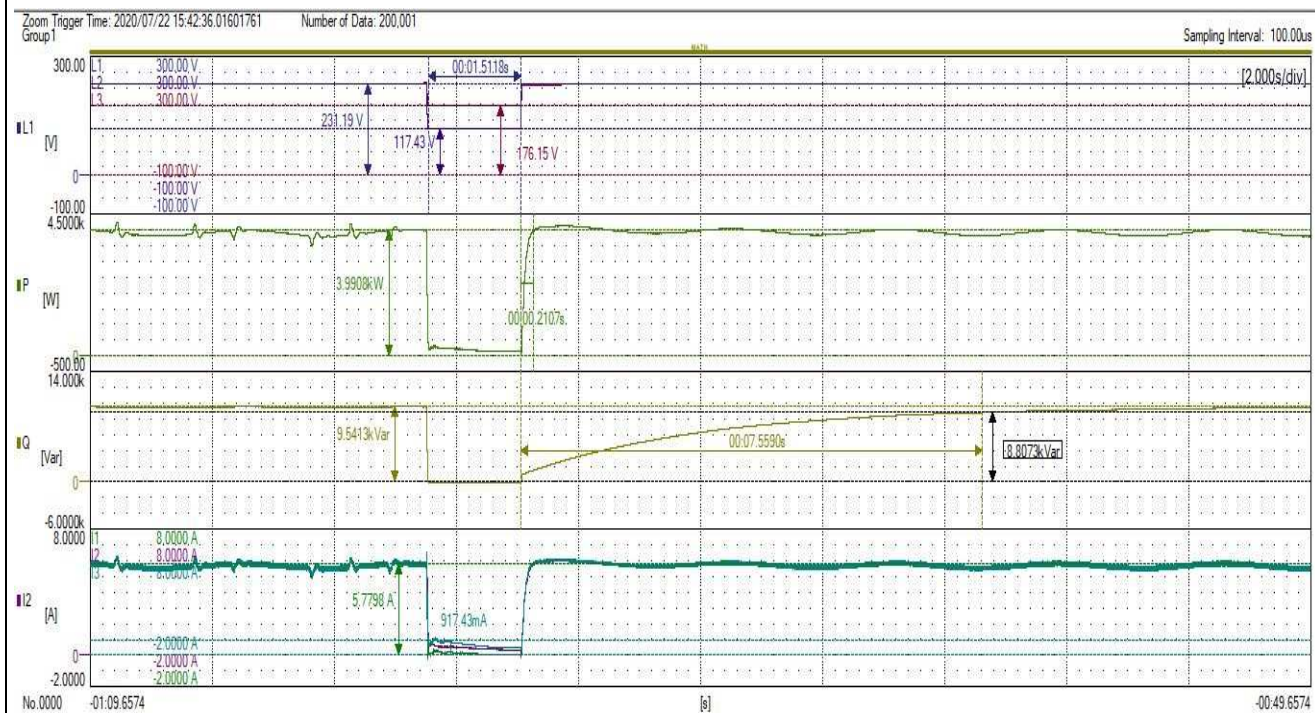 Zoom Trigger Time: 2020/07/22 15:42:36.01601761 Number of Data: 200,001
Group1 Sampling Interval: 100.00us
MAIN
300.00 L1 300.00 V 00:01.5118s [2.000s/div]
L2 300.00 V
L3 300.00 V
231.19 V
L1 117.43 V
[V] 176.15 V
-100.00 V
0 -100.00 V
-100.00 V
-100.00
4.5000k
P 3.9908kW
[W]
00:00.2107s
0
-500.00
14.000k
Q 9.5413kVar 00:07.5590s 8.8073kVar
[Var]
0
-6.0000k
8.0000 I1 8.0000 A
I2 8.0000 A
I3 8.0000 A
I2 5.7798 A
[A] 917.43mA
-2.0000 A
0 -2.0000 A
-2.0000 -2.0000 A
No.0000 -01:09.6574 [s] -00:49.6574